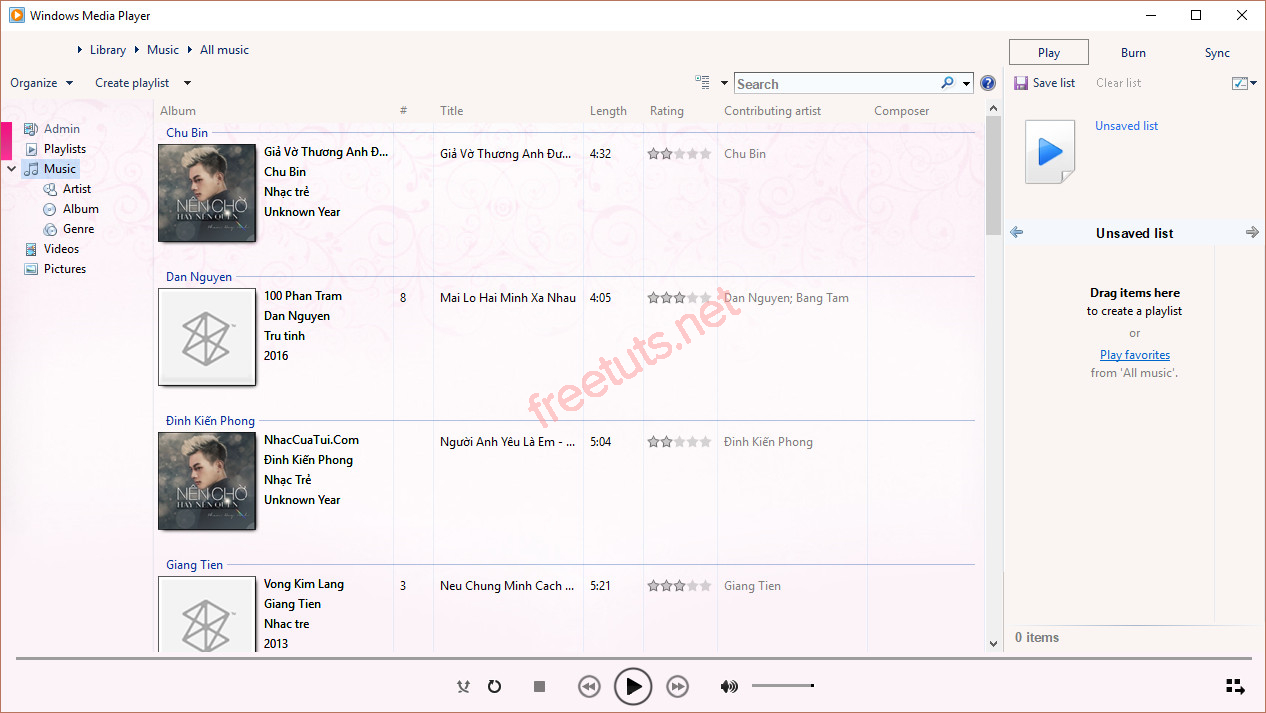 Windows Media Player
Library Music All music
Play Burn Sync
Organize Create playlist
Search
Save list Clear list
Album # Title Length Rating Contributing artist Composer
Admin
Playlists
Music
Artist
Album
Genre
Videos
Pictures
Chu Bin
NÊN CHỜ
HAY NÊN QUÊN
Giả Vờ Thương Anh Đ... Giả Vờ Thương Anh Đư... 4:32 Chu Bin
Chu Bin
Nhạc trẻ
Unknown Year
Dan Nguyen
100 Phan Tram 8 Mai Lo Hai Minh Xa Nhau 4:05 Dan Nguyen; Bang Tam
Dan Nguyen
Tru tinh
2016
Đinh Kiến Phong
NÊN CHỜ
HAY NÊN QUÊN
NhacCuaTui.Com Người Anh Yêu Là Em - ... 5:04 Đinh Kiến Phong
Đinh Kiến Phong
Nhạc Trẻ
Unknown Year
Giang Tien
Vong Kim Lang 3 Neu Chung Minh Cach ... 5:21 Giang Tien
Giang Tien
Nhac tre
2013
Unsaved list
Unsaved list
Drag items here
to create a playlist
or
Play favorites
from 'All music'.
0 items
freetuts.net